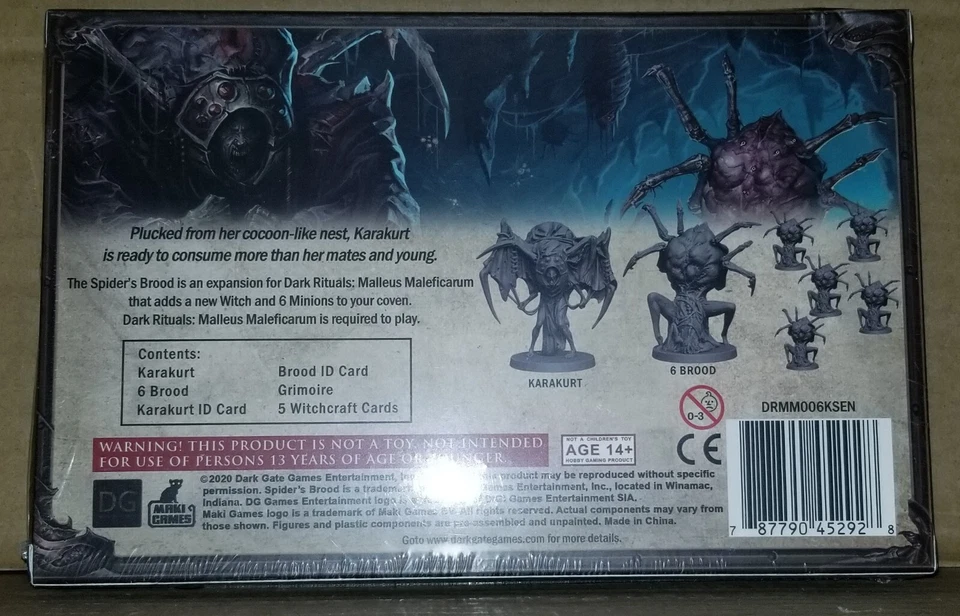 Plucked from her cocoon-like nest, Karakurt
is ready to consume more than her mates and young.
The Spider's Brood is an expansion for Dark Rituals: Malleus Maleficarum
that adds a new Witch and 6 Minions to your coven.
Dark Rituals: Malleus Maleficarum is required to play.
Contents:
Karakurt
6 Brood
Karakurt ID Card
Brood ID Card
Grimoire
5 Witchcraft Cards
KARAKURT
6 BROOD
0-3
CE
DRMM006KSEN
WARNING! THIS PRODUCT IS NOT A TOY. NOT INTENDED
FOR USE OF PERSONS 13 YEARS OF AGE OR YOUNGER.
NOT A CHILDREN'S TOY
AGE 14+
HOBBY GAMING PRODUCT
DG
MAKI
GAMES
©2020 Dark Gate Games Entertainment, product may be reproduced without specific
permission. Spider's Brood is a Games Entertainment, Inc., located in Winamac,
Indiana. DG Games Entertainment logo Games Entertainment SIA.
Maki Games logo is a trademark of Maki All rights reserved. Actual components may vary from
those shown. Figures and plastic components are pre-assembled and unpainted. Made in China.
Goto www.darkgategames.com for more details.
7 87790 45292 8